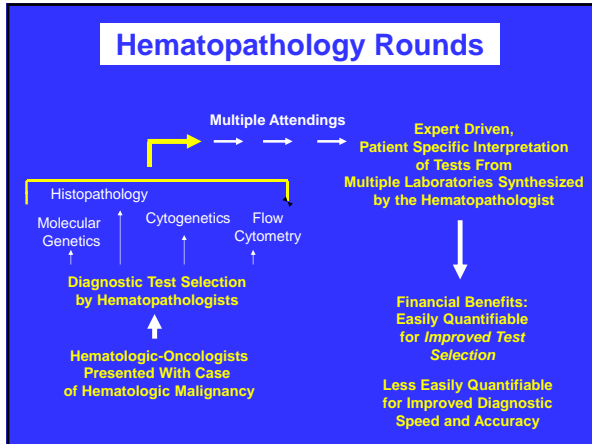 Hematopathology Rounds
Multiple Attendings
Expert Driven,
Patient Specific Interpretation
of Tests From
Multiple Laboratories Synthesized
by the Hematopathologist
Histopathology
Molecular
Genetics
Cytogenetics
Flow
Cytometry
Diagnostic Test Selection
by Hematopathologists
Hematologic-Oncologists
Presented With Case
of Hematologic Malignancy
Financial Benefits:
Easily Quantifiable
for Improved Test
Selection
Less Easily Quantifiable
for Improved Diagnostic
Speed and Accuracy